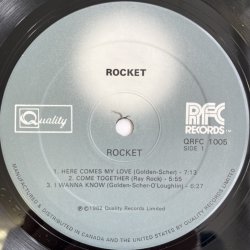 ROCKET
Q
Quality
RFC
RECORDS
QRFC 1005
SIDE 1
ROCKET
1. HERE COMES MY LOVE (Golden-Scher) - 7:13
2. COME TOGETHER (Ray Rock) - 5:55
3. I WANNA KNOW (Golden-Scher-O'Loughlin) - 6:27
℗©1982 Quality Records Limited
MANUFACTURED & DISTRIBUTED IN CANADA AND THE UNITED STATES BY QUALITY RECORDS LIMITED